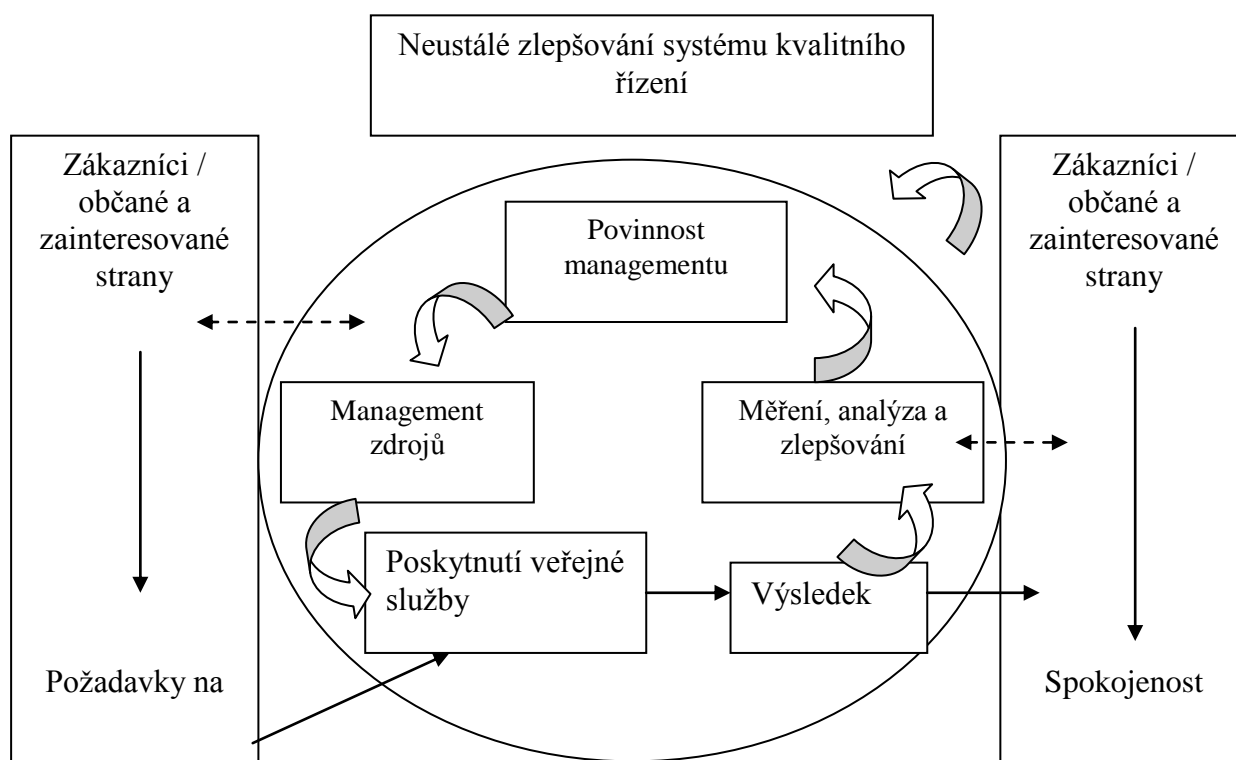 Neustálé zlepšování systému kvalitního
řízení
Zákazníci /
občané a
zainteresované
strany
Požadavky na
Povinnost
managementu
Management
zdrojů
Měření, analýza a
zlepšování
Poskytnutí veřejné
služby
Výsledek
Zákazníci /
občané a
zainteresované
strany
Spokojenost